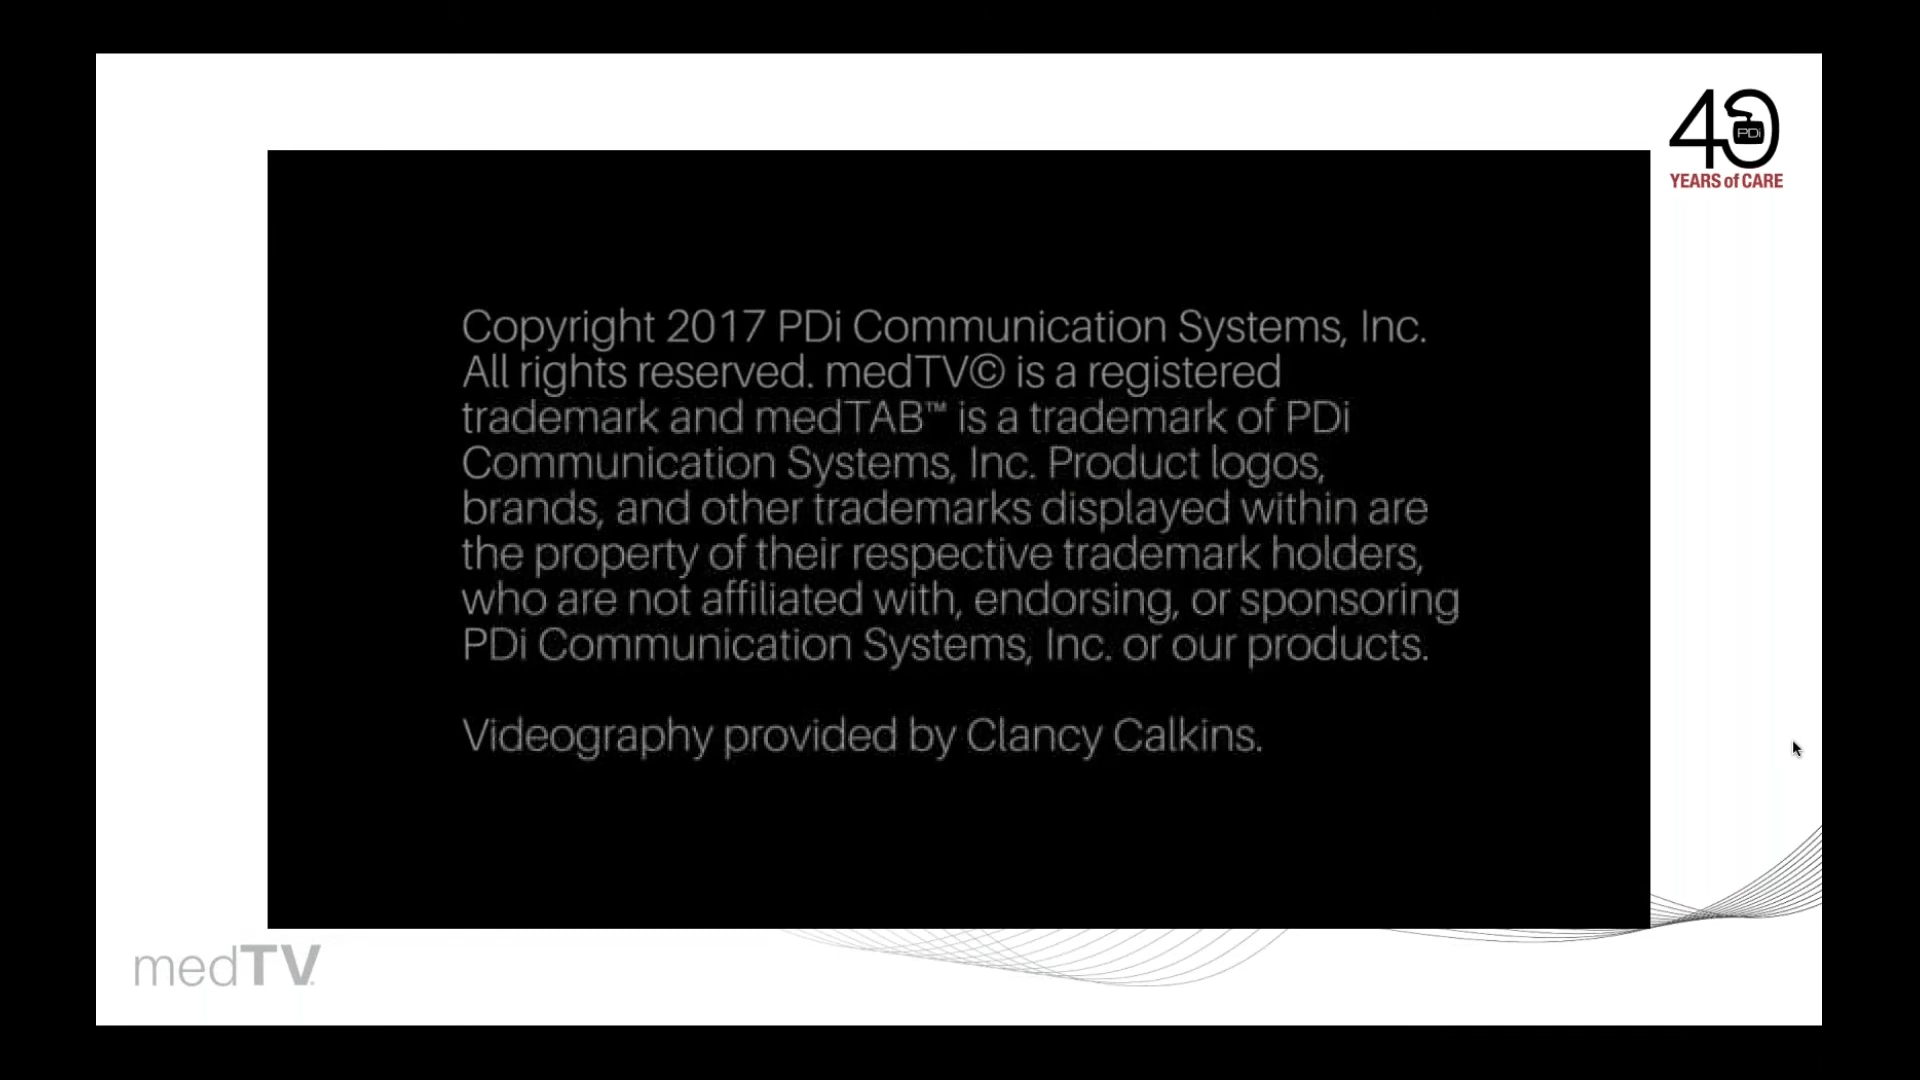 40
PDi
YEARS of CARE
Copyright 2017 PDi Communication Systems, Inc.
All rights reserved. medTV© is a registered
trademark and medTAB™ is a trademark of PDi
Communication Systems, Inc. Product logos,
brands, and other trademarks displayed within are
the property of their respective trademark holders,
who are not affiliated with, endorsing, or sponsoring
PDi Communication Systems, Inc. or our products.
Videography provided by Clancy Calkins.
medTV